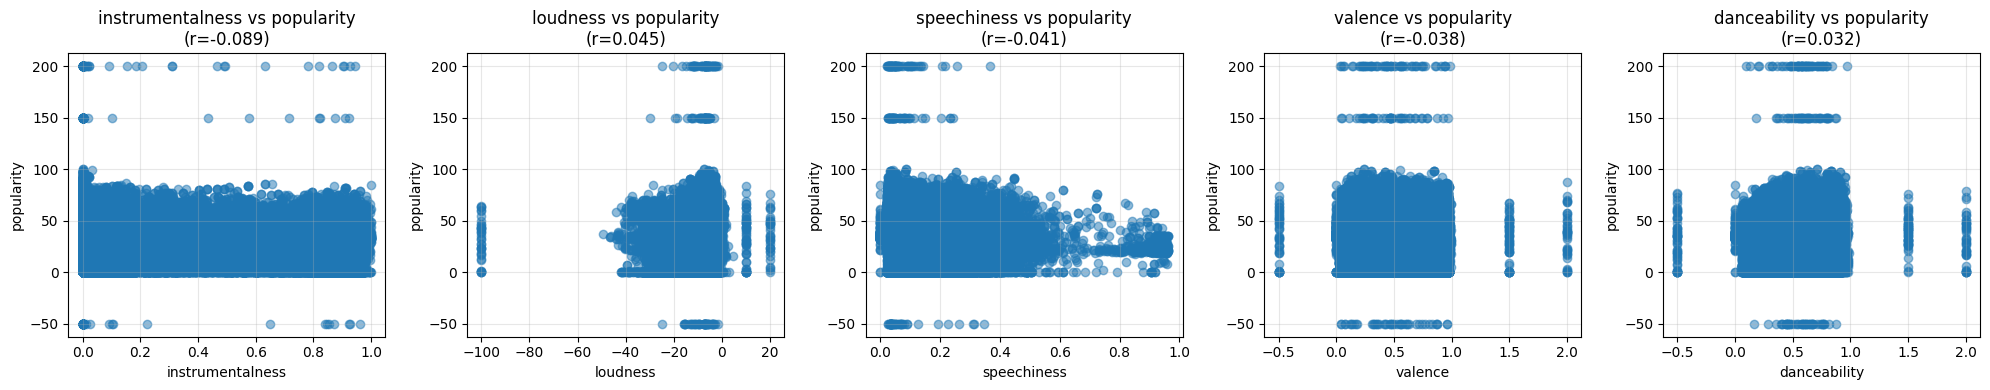 instrumentalness vs popularity
(r=-0.089)
popularity
200
150
100
50
0
−50
0.0 0.2 0.4 0.6 0.8 1.0
instrumentalness
loudness vs popularity
(r=0.045)
popularity
200
150
100
50
0
−50
−100 −80 −60 −40 −20 0 20
loudness
speechiness vs popularity
(r=-0.041)
popularity
200
150
100
50
0
−50
0.0 0.2 0.4 0.6 0.8 1.0
speechiness
valence vs popularity
(r=-0.038)
popularity
200
150
100
50
0
−50
−0.5 0.0 0.5 1.0 1.5 2.0
valence
danceability vs popularity
(r=0.032)
popularity
200
150
100
50
0
−50
−0.5 0.0 0.5 1.0 1.5 2.0
danceability